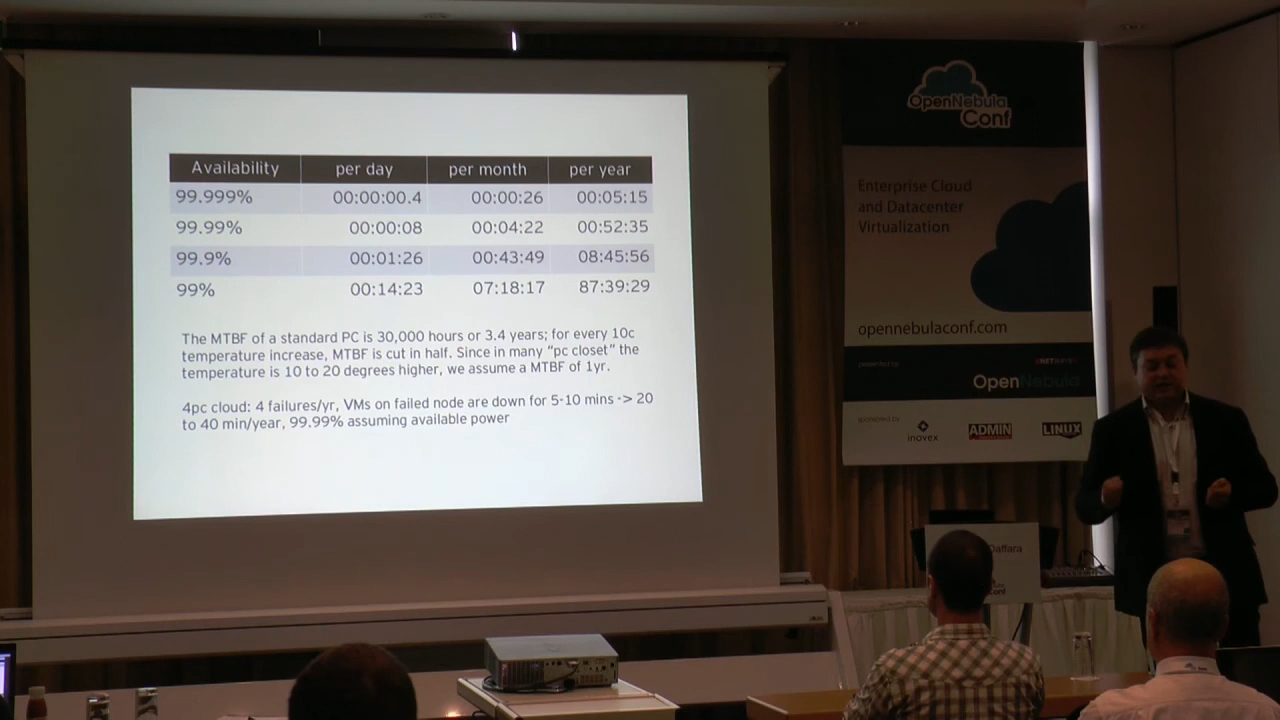 Availability per day per month per year
99.999% 00:00:00.4 00:00:26 00:05:15
99.99% 00:00:08 00:04:22 00:52:35
99.9% 00:01:26 00:43:49 08:45:56
99% 00:14:23 07:18:17 87:39:29
The MTBF of a standard PC is 30,000 hours or 3.4 years; for every 10c
temperature increase, MTBF is cut in half. Since in many “pc closet” the
temperature is 10 to 20 degrees higher, we assume a MTBF of 1yr.
4pc cloud: 4 failures/yr, VMs on failed node are down for 5-10 mins -> 20
to 40 min/year, 99.99% assuming available power
OpenNebula
Conf
Enterprise Cloud
and Datacenter
Virtualization
opennebulaconf.com
presented by
OpenNebula
sponsored by
inovex
ADMIN
LINUX
Daffara